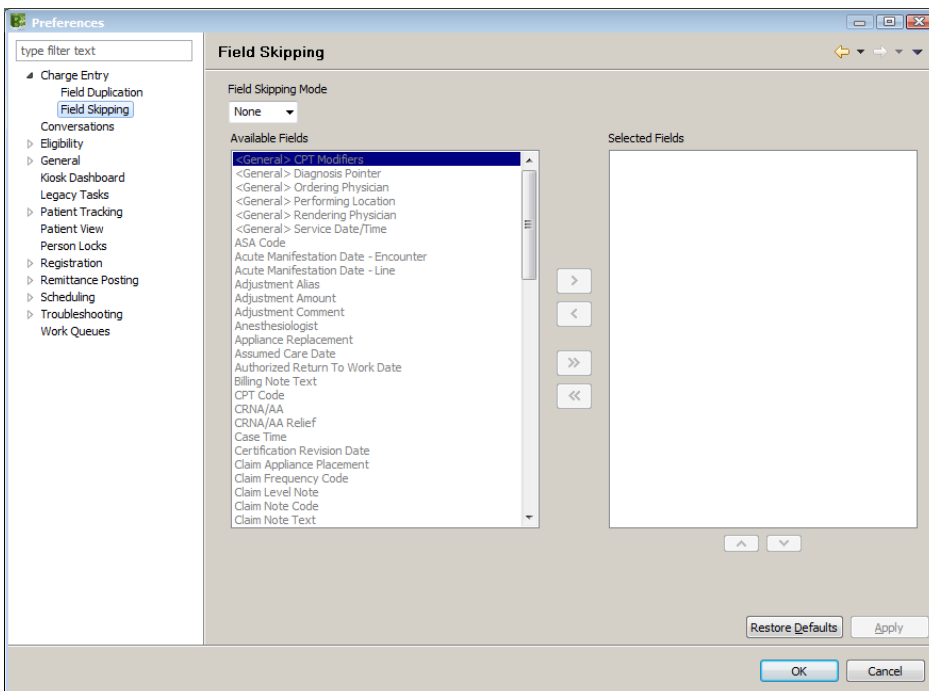 Preferences
type filter text
Charge Entry
Field Duplication
Field Skipping
Conversations
Eligibility
General
Kiosk Dashboard
Legacy Tasks
Patient Tracking
Patient View
Person Locks
Registration
Remittance Posting
Scheduling
Troubleshooting
Work Queues
Field Skipping
Field Skipping Mode
None
Available Fields
<General> CPT Modifiers
<General> Diagnosis Pointer
<General> Ordering Physician
<General> Performing Location
<General> Rendering Physician
<General> Service Date/Time
ASA Code
Acute Manifestation Date - Encounter
Acute Manifestation Date - Line
Adjustment Alias
Adjustment Amount
Adjustment Comment
Anesthesiologist
Appliance Replacement
Assumed Care Date
Authorized Return To Work Date
Billing Note Text
CPT Code
CRNA/AA
CRNA/AA Relief
Case Time
Certification Revision Date
Claim Appliance Placement
Claim Frequency Code
Claim Level Note
Claim Note Code
Claim Note Text
Selected Fields
Restore Defaults
Apply
OK
Cancel